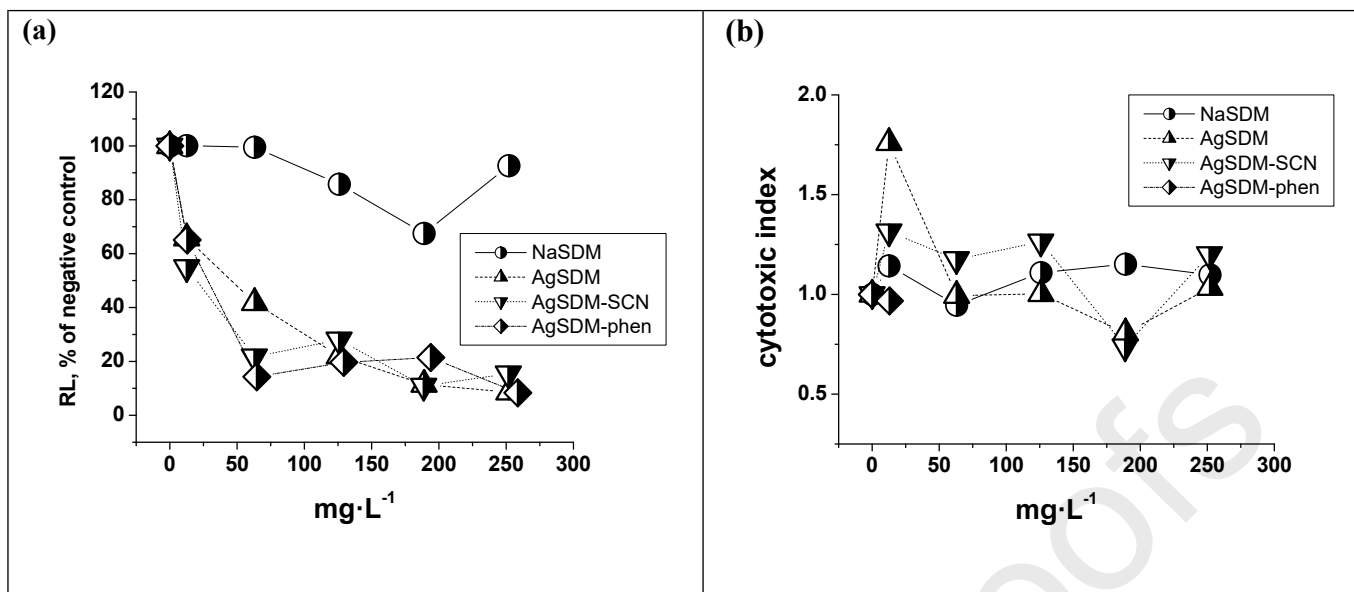 (a)
120
100
80
60
40
20
0
RL, % of negative control
NaSDM
AgSDM
AgSDM-SCN
AgSDM-phen
0 50 100 150 200 250 300
mg·L⁻¹
(b)
2.0
1.5
1.0
0.5
cytotoxic index
NaSDM
AgSDM
AgSDM-SCN
AgSDM-phen
0 50 100 150 200 250 300
mg·L⁻¹